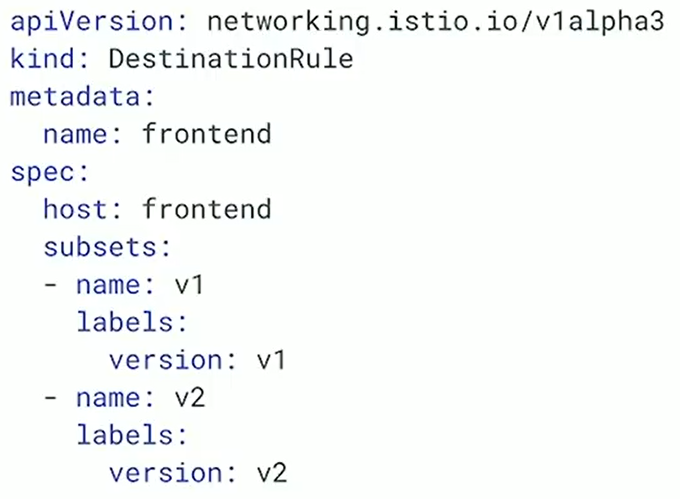 apiVersion: networking.istio.io/v1alpha3
kind: DestinationRule
metadata:
  name: frontend
spec:
  host: frontend
  subsets:
  - name: v1
    labels:
      version: v1
  - name: v2
    labels:
      version: v2